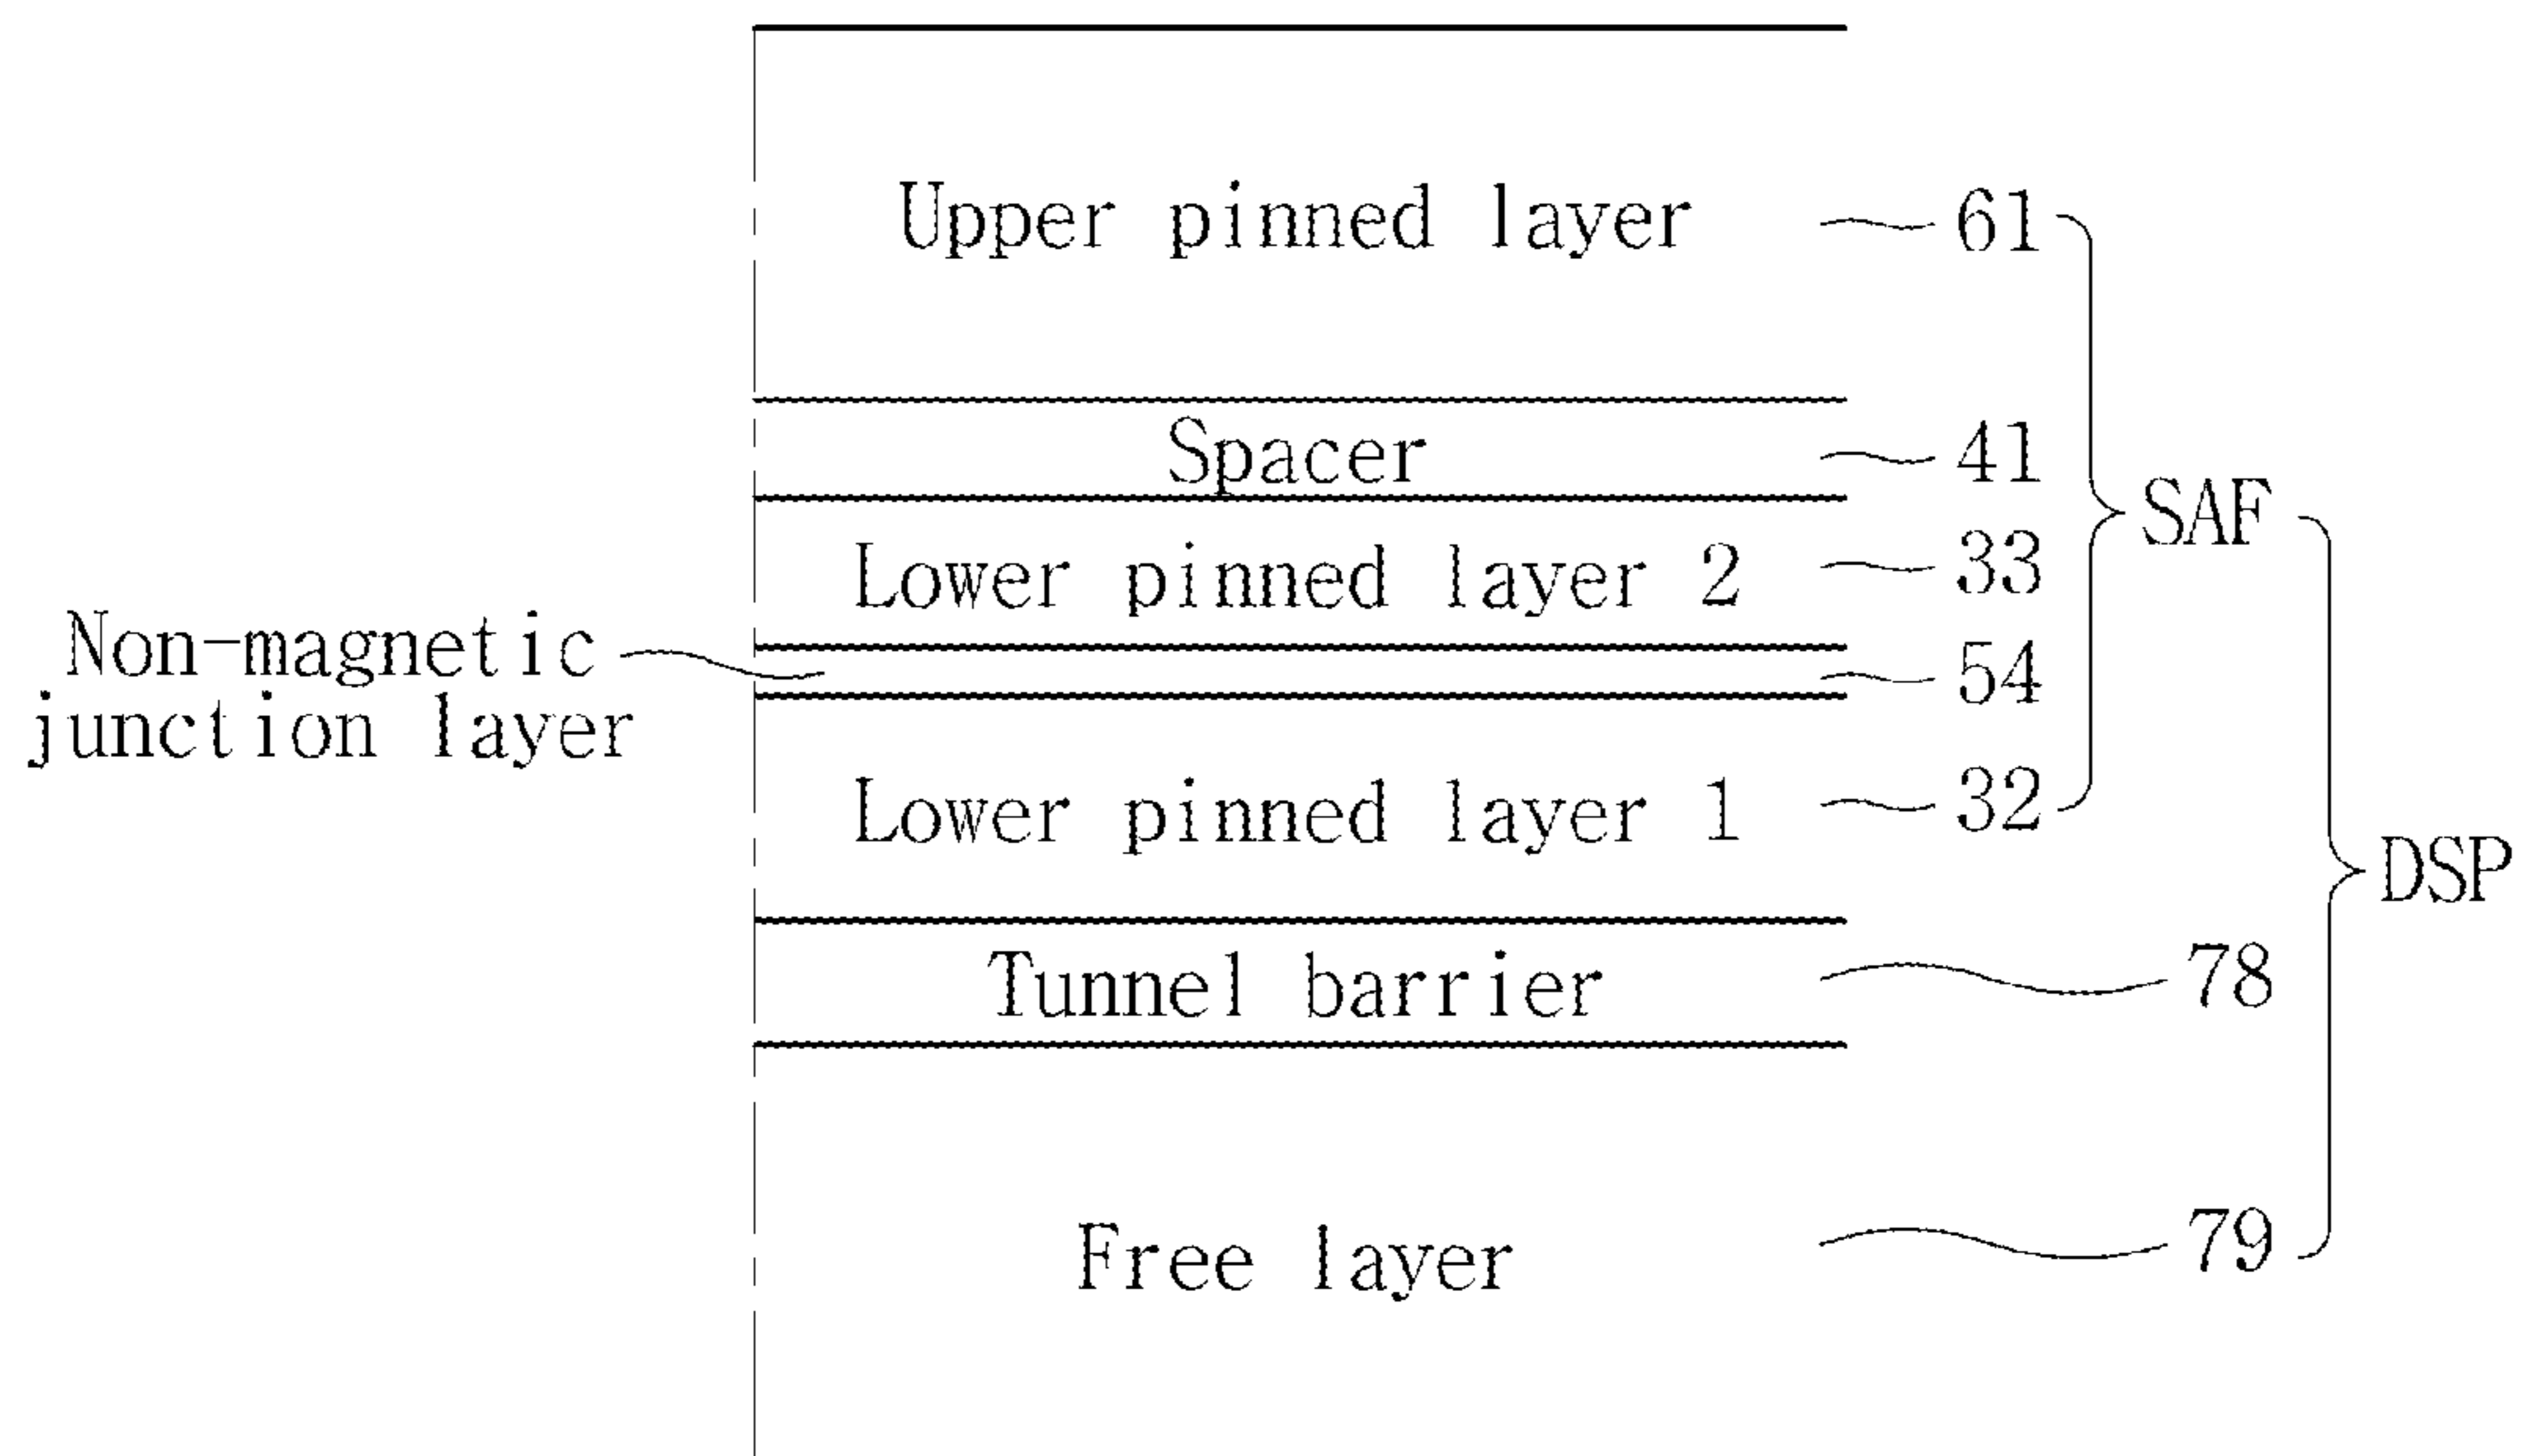 Upper pinned layer 61
Spacer 41
SAF
Lower pinned layer 2 33
Non-magnetic
junction layer
54
Lower pinned layer 1 32
DSP
Tunnel barrier 78
Free layer 79